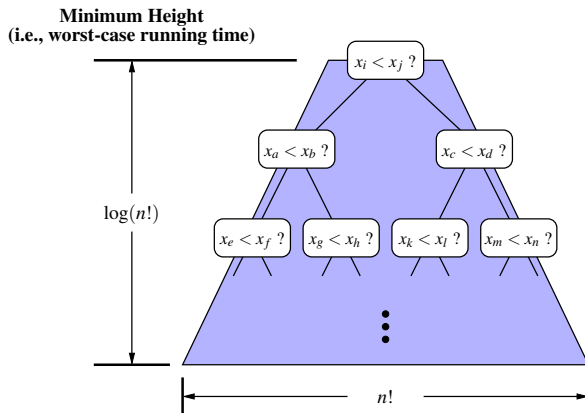 Minimum Height
(i.e., worst-case running time)
x_i < x_j ?
x_a < x_b ?
x_c < x_d ?
log(n!)
x_e < x_f ?
x_g < x_h ?
x_k < x_l ?
x_m < x_n ?
n!